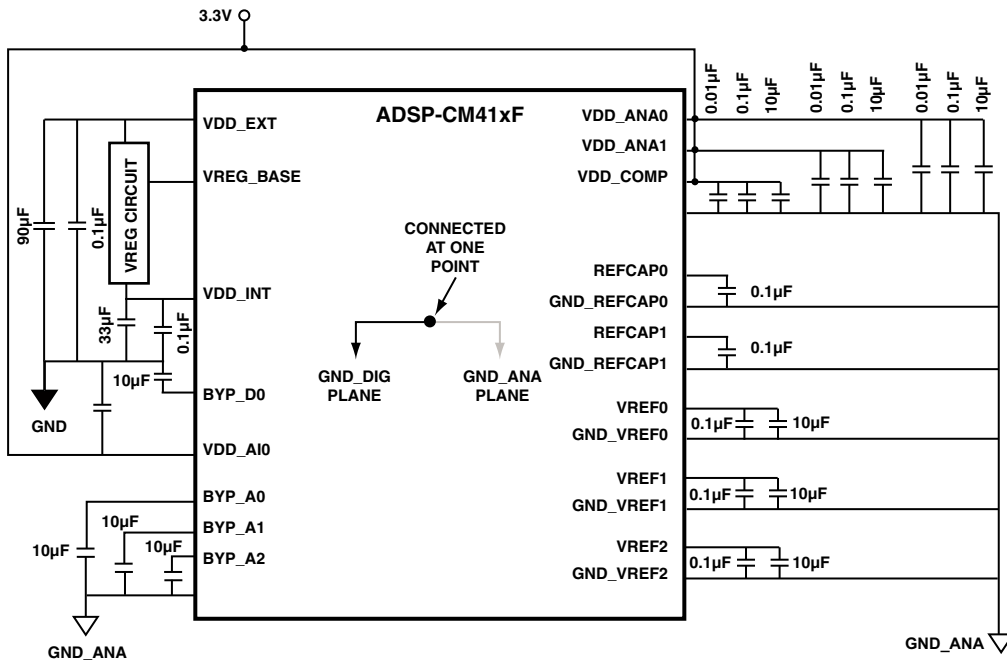 3.3V
ADSP-CM41xF
VDD_EXT
VREG_BASE
VDD_INT
BYP_D0
VDD_AI0
BYP_A0
BYP_A1
BYP_A2
90µF
0.1µF
VREG CIRCUIT
33µF
0.1µF
10µF
GND
10µF
10µF
10µF
GND_ANA
CONNECTED
AT ONE
POINT
GND_DIG
PLANE
GND_ANA
PLANE
VDD_ANA0
VDD_ANA1
VDD_COMP
REFCAP0
GND_REFCAP0
REFCAP1
GND_REFCAP1
VREF0
GND_VREF0
VREF1
GND_VREF1
VREF2
GND_VREF2
0.01µF
0.1µF
10µF
0.01µF
0.1µF
10µF
0.01µF
0.1µF
10µF
0.1µF
0.1µF
0.1µF
10µF
0.1µF
10µF
0.1µF
10µF
GND_ANA